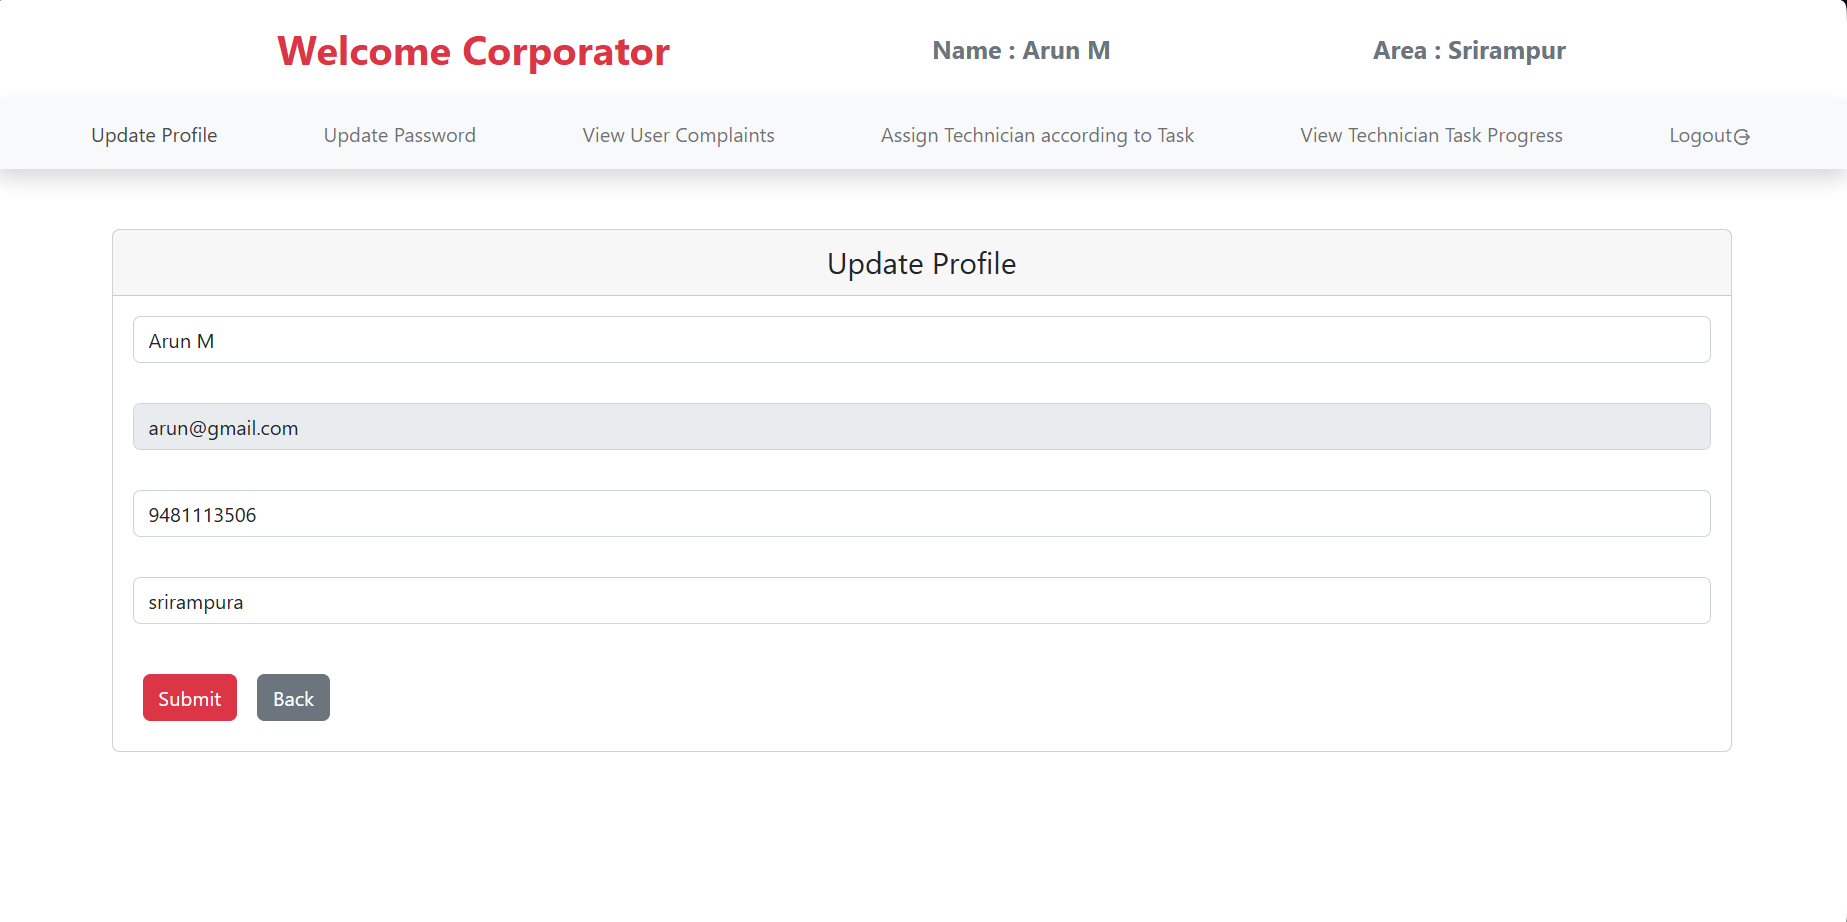 Welcome Corporator Name : Arun M Area : Srirampur
Update Profile Update Password View User Complaints Assign Technician according to Task View Technician Task Progress Logout
Update Profile
Arun M
arun@gmail.com
9481113506
srirampura
Submit Back